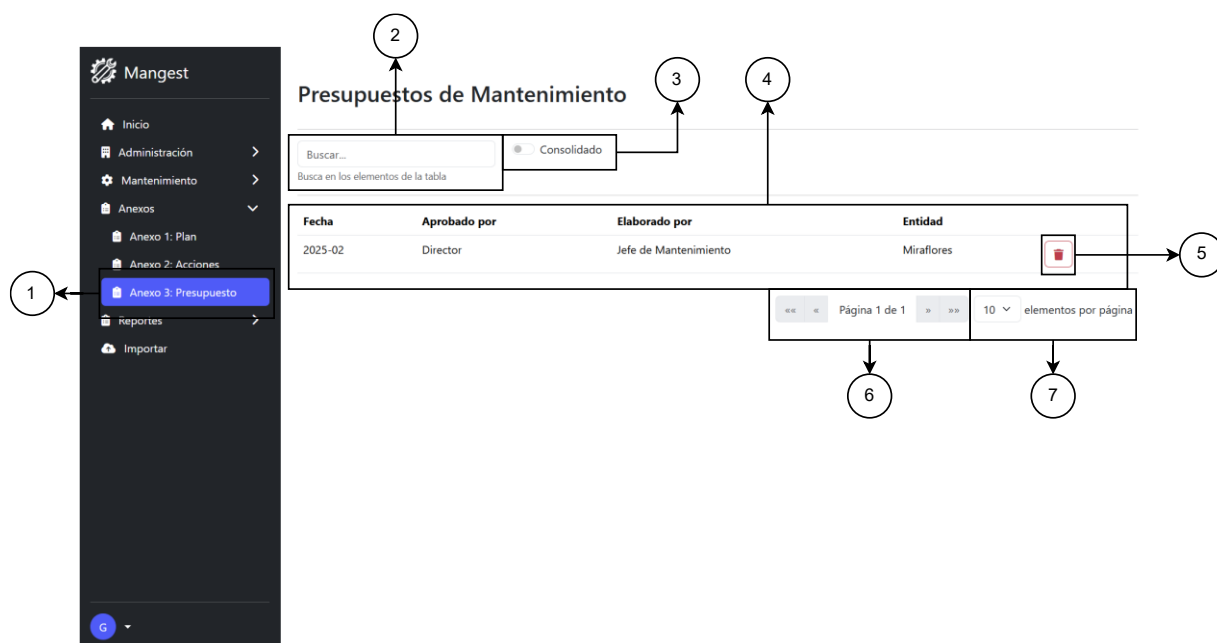 2
3
4
Mangest
Presupuestos de Mantenimiento
Inicio
Administración
Mantenimiento
Anexos
Anexo 1: Plan
Anexo 2: Acciones
Anexo 3: Presupuesto
Reportes
Importar
1
Buscar...
Busca en los elementos de la tabla
Consolidado
Fecha Aprobado por Elaborado por Entidad
2025-02 Director Jefe de Mantenimiento Miraflores
5
«« « Página 1 de 1 » »» 10 elementos por página
6
7
G